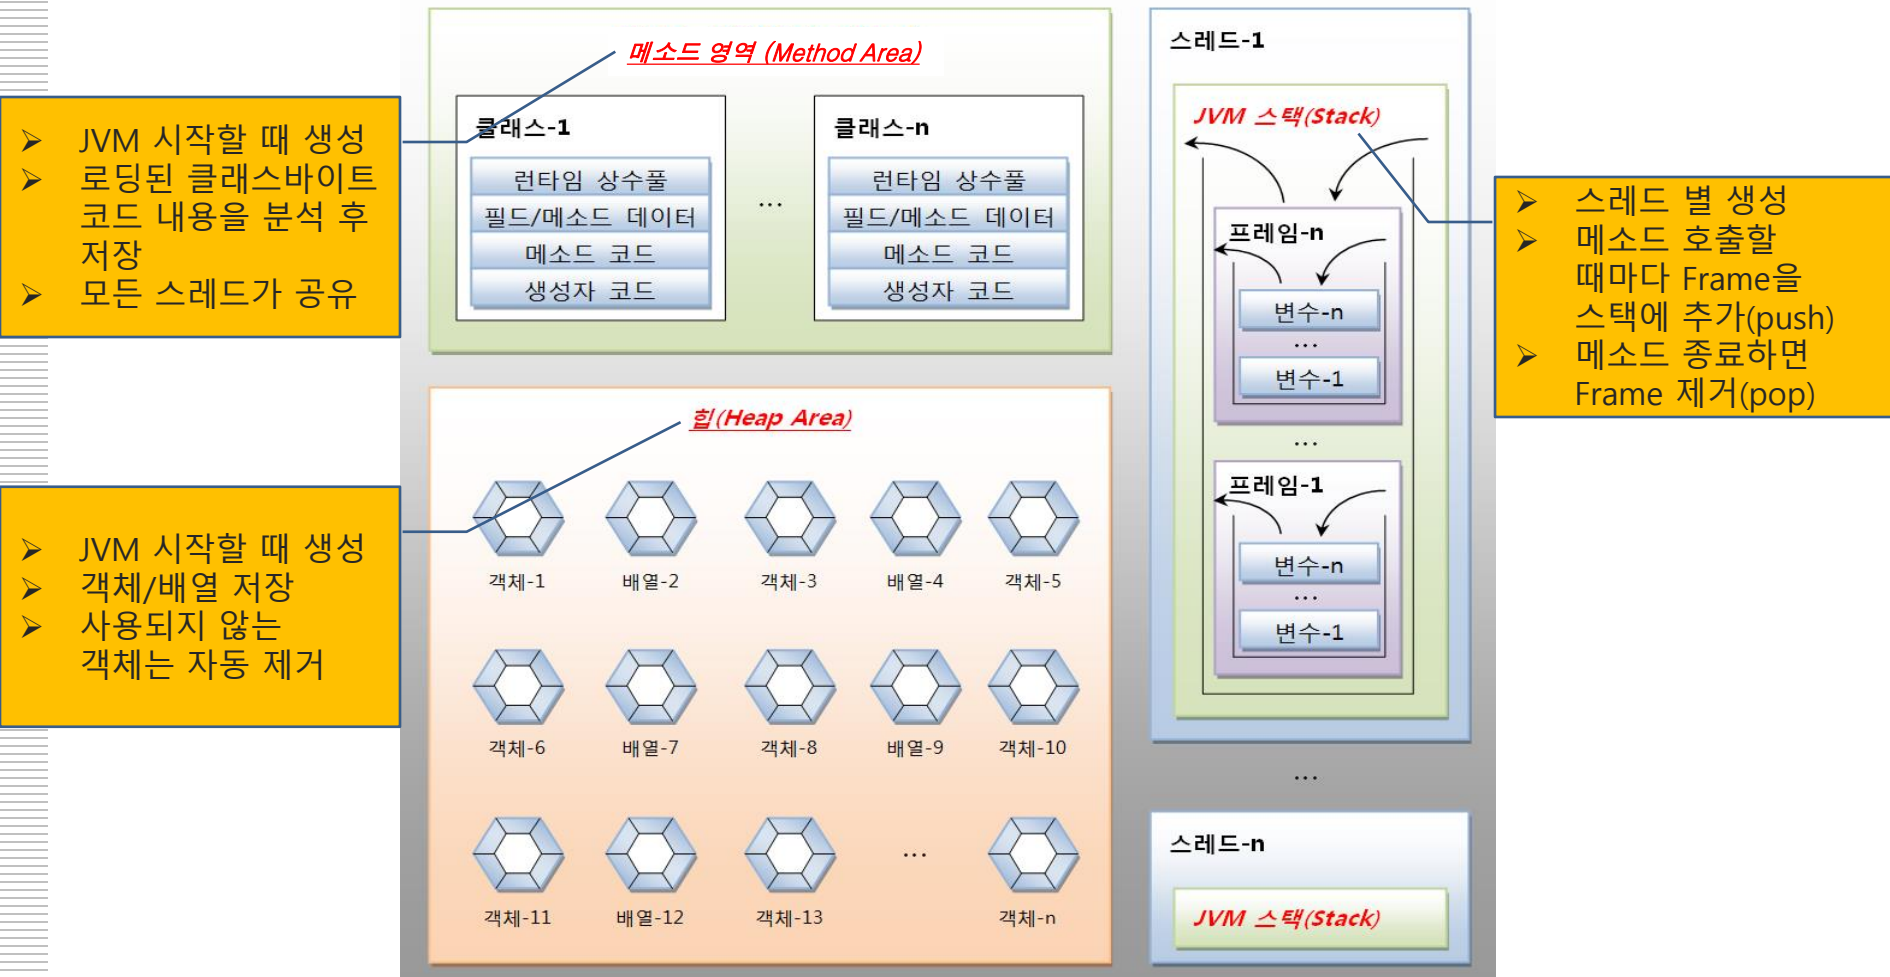 메소드 영역 (Method Area)
클래스-1
런타임 상수풀
필드/메소드 데이터
메소드 코드
생성자 코드
...
클래스-n
런타임 상수풀
필드/메소드 데이터
메소드 코드
생성자 코드
➢ JVM 시작할 때 생성
➢ 로딩된 클래스바이트
코드 내용을 분석 후
저장
➢ 모든 스레드가 공유
힙(Heap Area)
객체-1 배열-2 객체-3 배열-4 객체-5
객체-6 배열-7 객체-8 배열-9 객체-10
객체-11 배열-12 객체-13 ... 객체-n
➢ JVM 시작할 때 생성
➢ 객체/배열 저장
➢ 사용되지 않는
객체는 자동 제거
스레드-1
JVM 스택(Stack)
프레임-n
변수-n
...
변수-1
...
프레임-1
변수-n
...
변수-1
...
스레드-n
JVM 스택(Stack)
➢ 스레드 별 생성
➢ 메소드 호출할
때마다 Frame을
스택에 추가(push)
➢ 메소드 종료하면
Frame 제거(pop)